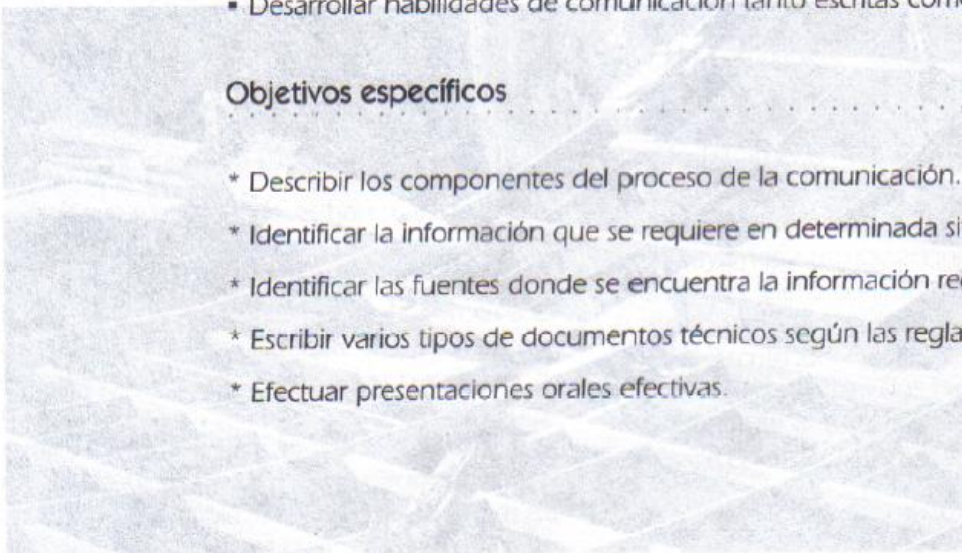 ▪ Desarrollar habilidades de comunicación tanto escritas
Objetivos específicos
* Describir los componentes del proceso de la comunicación.
* Identificar la información que se requiere en determinada
* Identificar las fuentes donde se encuentra la información
* Escribir varios tipos de documentos técnicos según las
* Efectuar presentaciones orales efectivas.